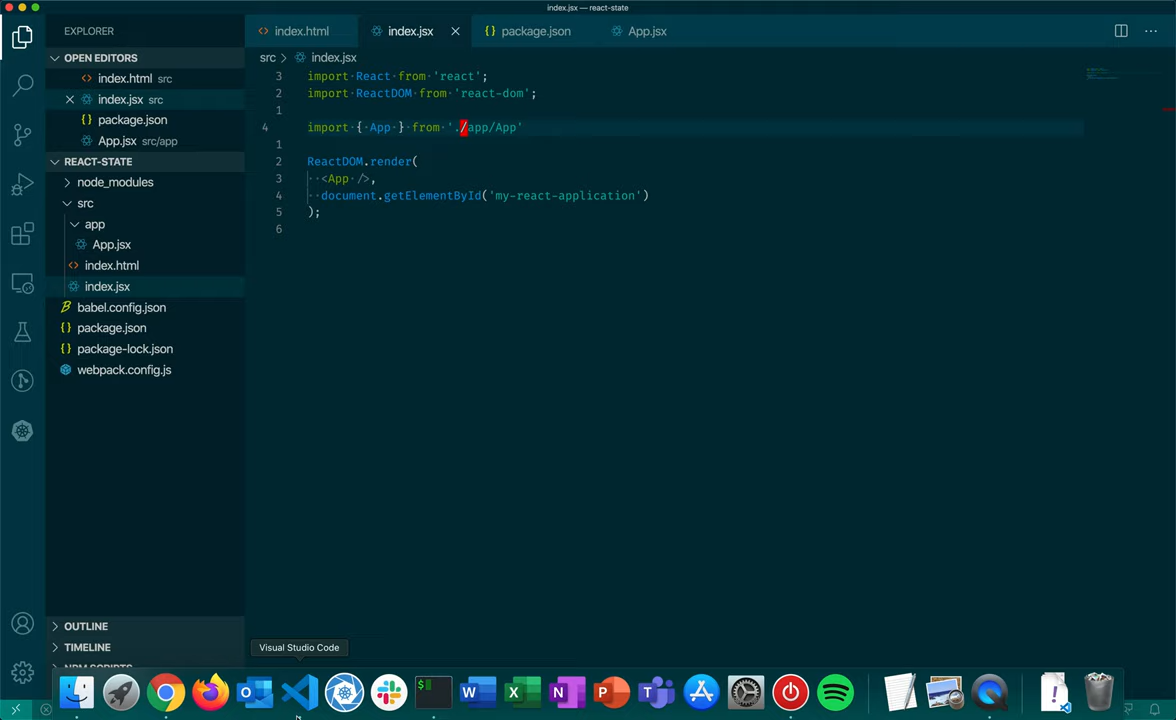 index.jsx — react-state
EXPLORER
OPEN EDITORS
index.html src
index.jsx src
package.json
App.jsx src/app
REACT-STATE
node_modules
src
app
App.jsx
index.html
index.jsx
babel.config.json
package.json
package-lock.json
webpack.config.js
OUTLINE
TIMELINE
NPM SCRIPTS
index.html
index.jsx
package.json
App.jsx
src > index.jsx
3 import React from 'react';
2 import ReactDOM from 'react-dom';
1
4 import { App } from './app/App'
1
2 ReactDOM.render(
3 <App />,
4 document.getElementById('my-react-application')
5 );
6
Visual Studio Code